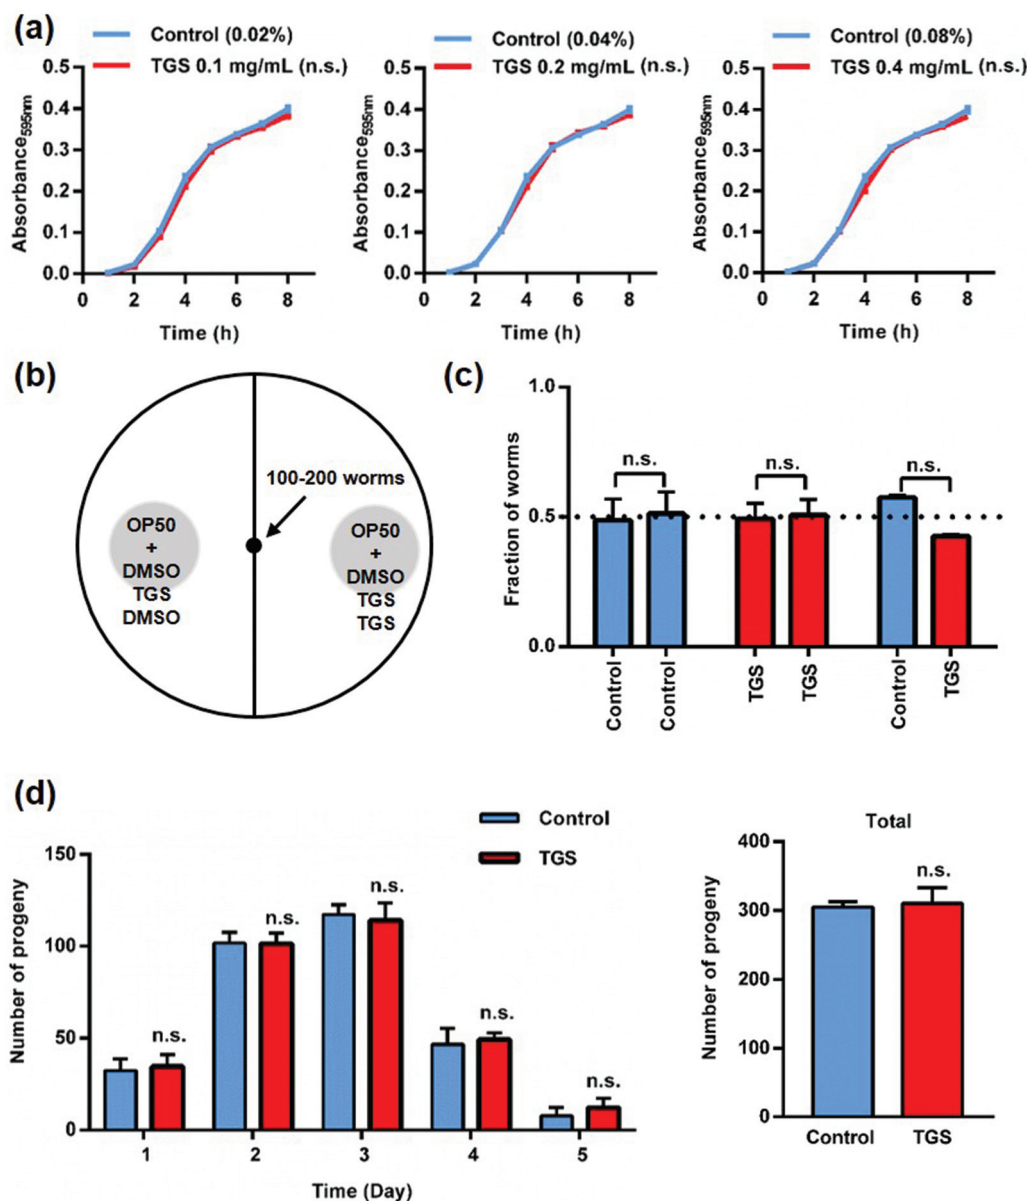 (a)
Control (0.02%)
TGS 0.1 mg/mL (n.s.)
Absorbance595nm
0.4
0.3
0.2
0.1
0.0
0 2 4 6 8
Time (h)
Control (0.04%)
TGS 0.2 mg/mL (n.s.)
Absorbance595nm
0.4
0.3
0.2
0.1
0.0
0 2 4 6 8
Time (h)
Control (0.08%)
TGS 0.4 mg/mL (n.s.)
Absorbance595nm
0.4
0.3
0.2
0.1
0.0
0 2 4 6 8
Time (h)
(b)
100-200 worms
OP50
+
DMSO
TGS
DMSO
OP50
+
DMSO
TGS
TGS
(c)
Fraction of worms
1.0
0.5
0.0
n.s.
n.s.
n.s.
Control
Control
TGS
TGS
Control
TGS
(d)
Control
TGS
Number of progeny
150
100
50
0
n.s.
n.s.
n.s.
n.s.
n.s.
1 2 3 4 5
Time (Day)
Total
Number of progeny
400
300
200
100
0
n.s.
Control TGS